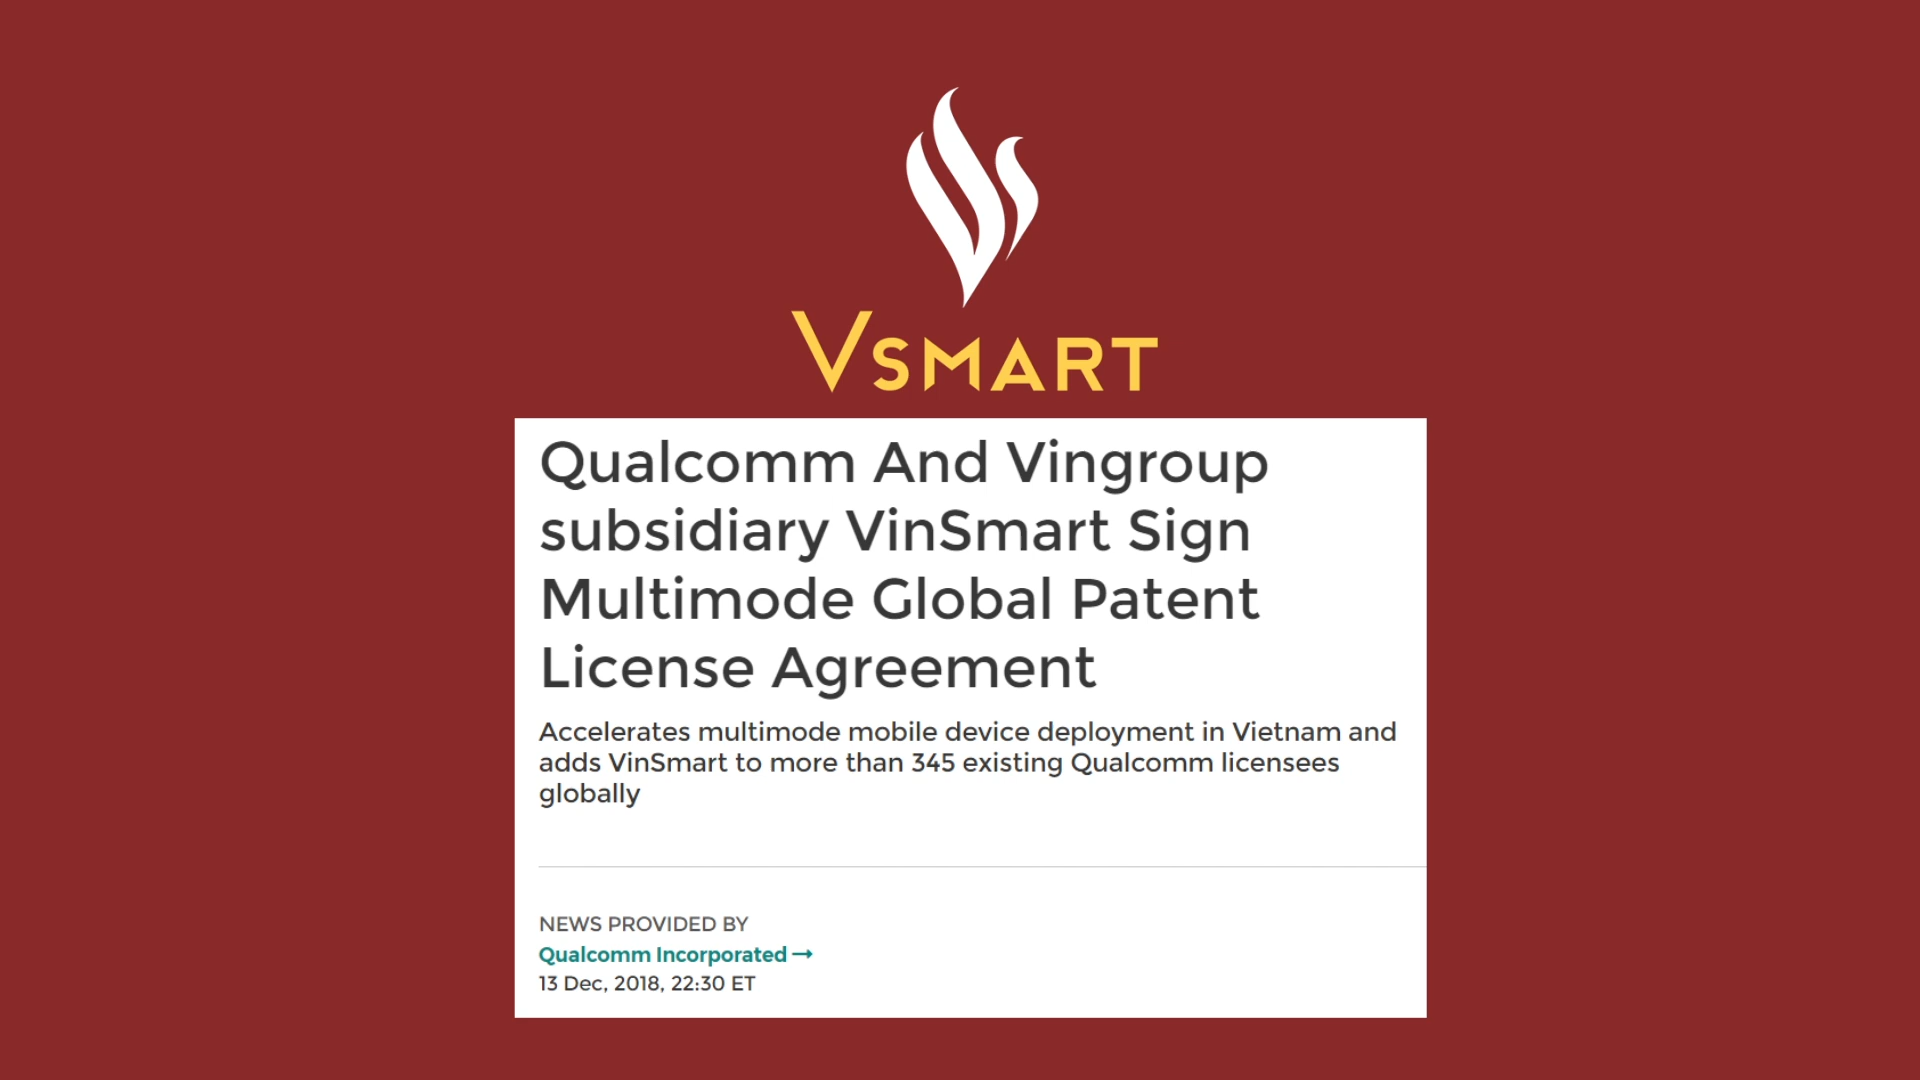 VSMART
Qualcomm And Vingroup
subsidiary VinSmart Sign
Multimode Global Patent
License Agreement
Accelerates multimode mobile device deployment in Vietnam and
adds VinSmart to more than 345 existing Qualcomm licensees
globally
NEWS PROVIDED BY
Qualcomm Incorporated →
13 Dec, 2018, 22:30 ET